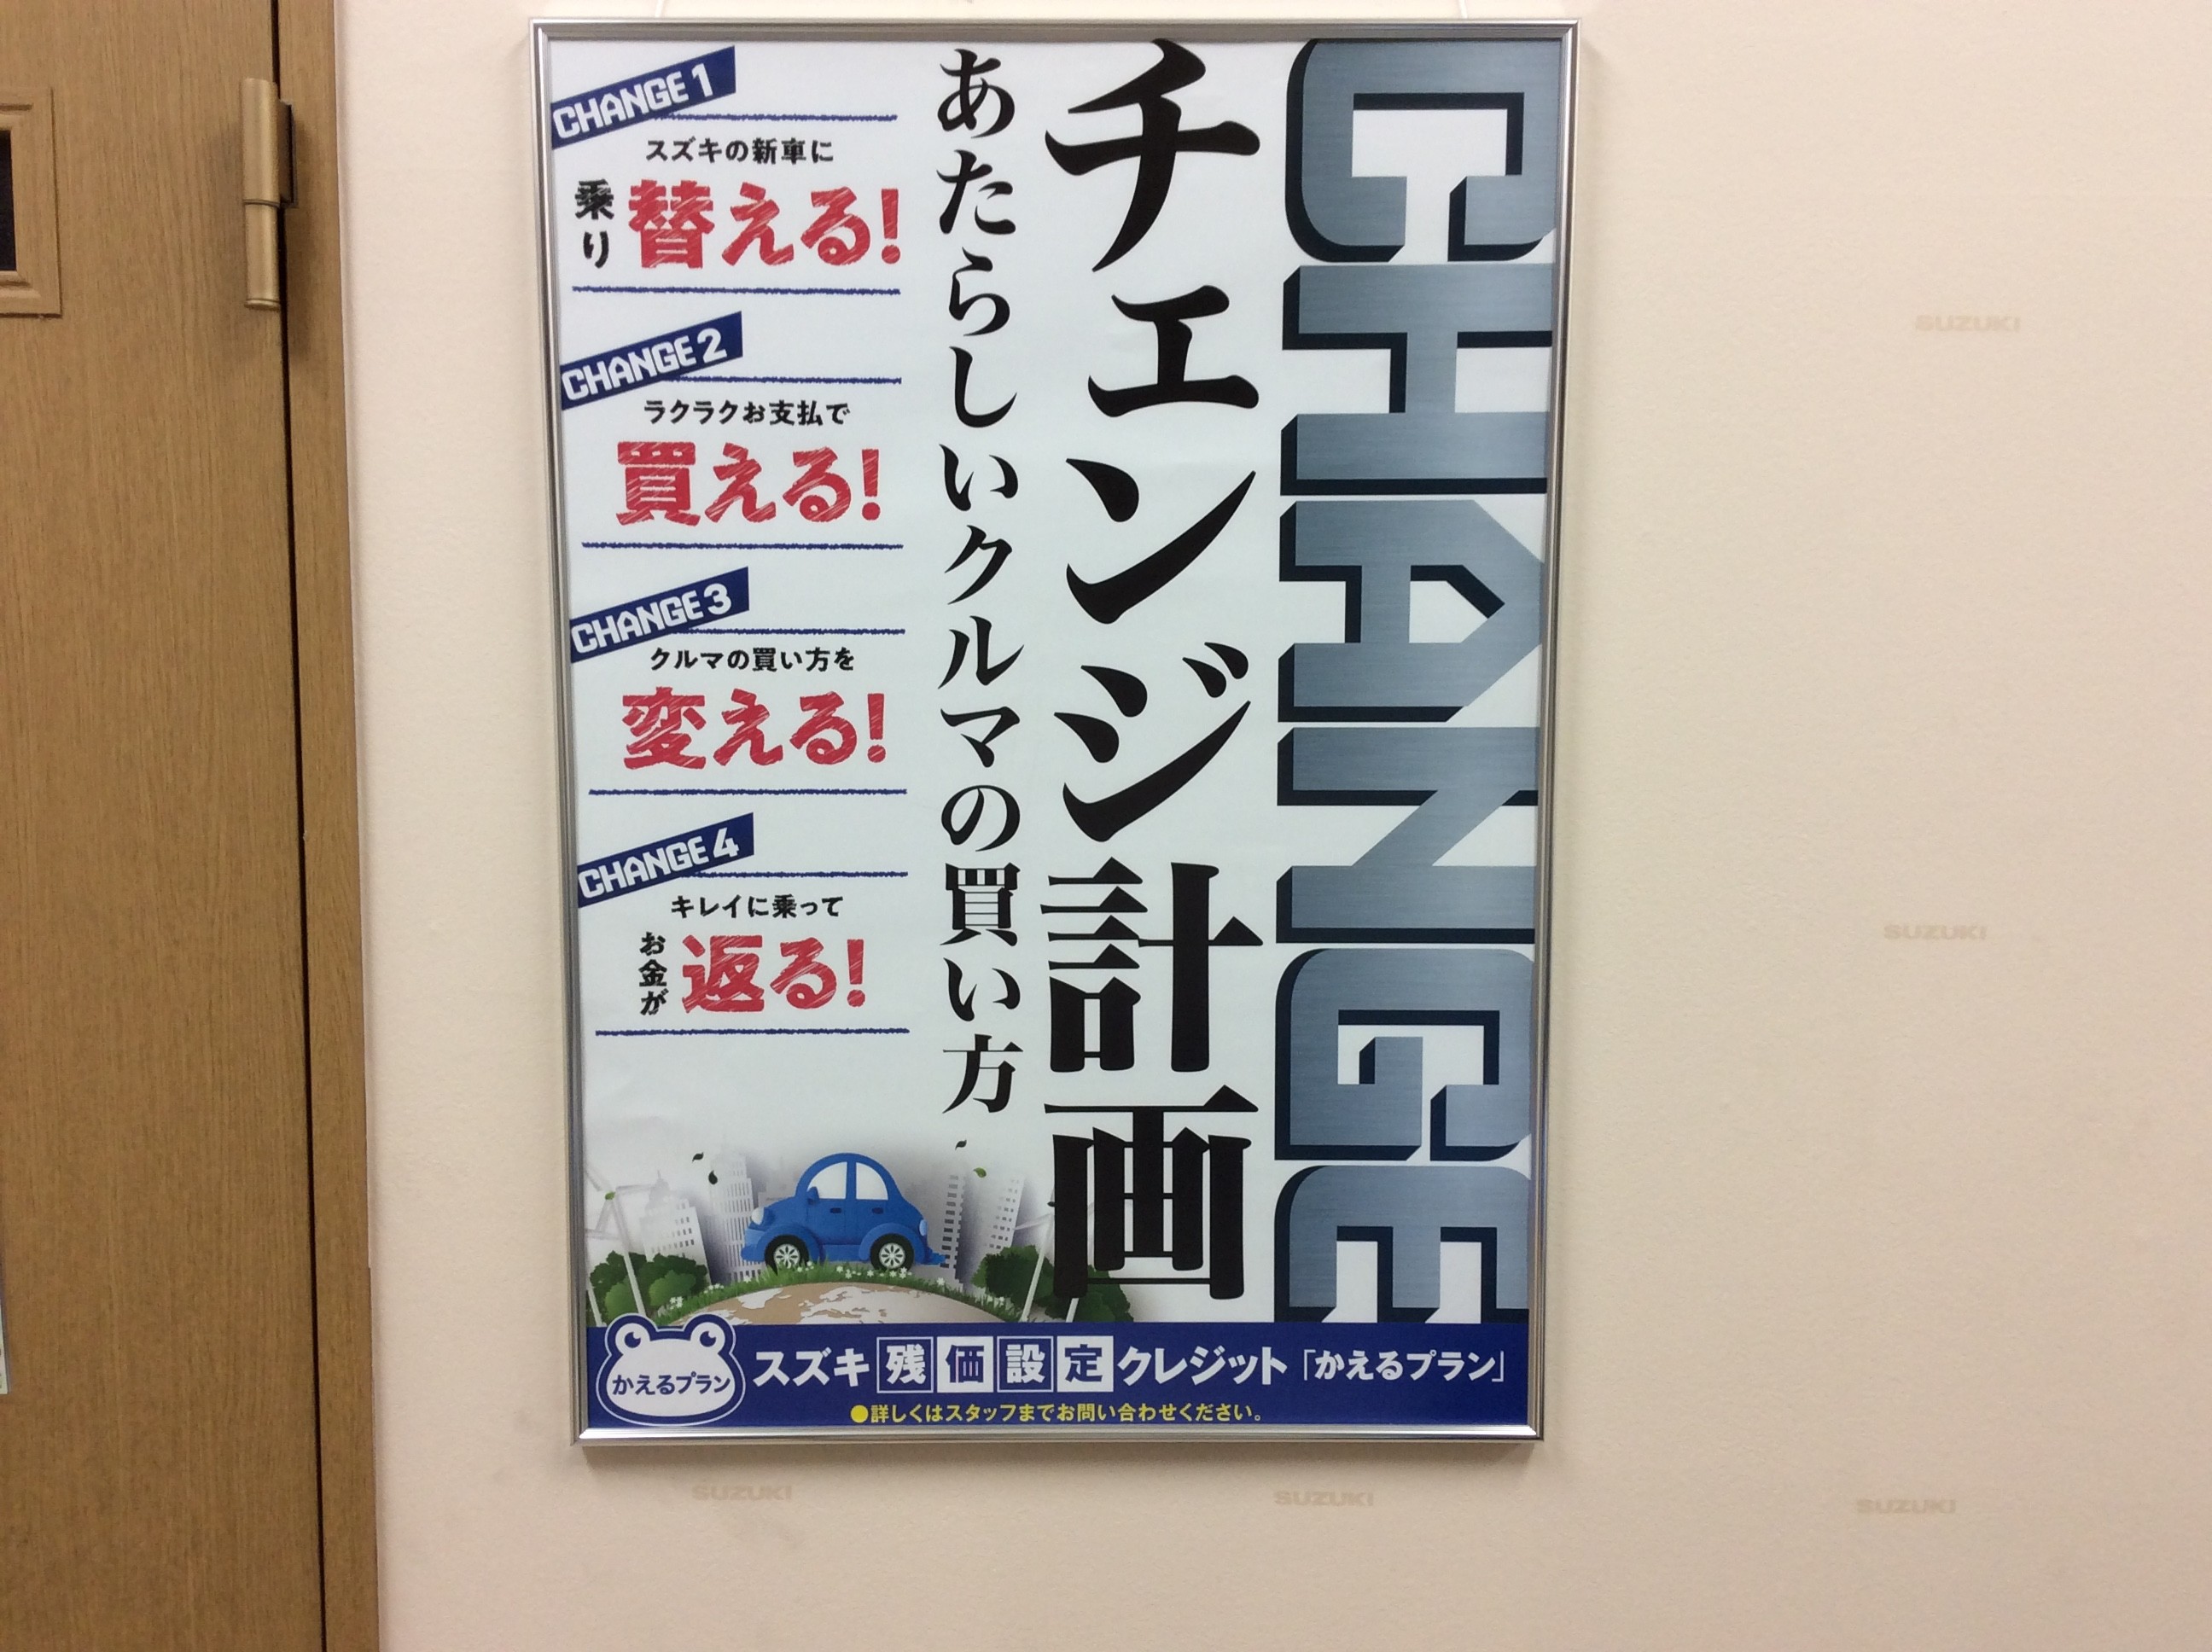 CHANGE
チェンジ計画
あたらしいクルマの買い方
CHANGE 1
スズキの新車に
乗り替える!
CHANGE 2
ラクラクお支払で
買える!
CHANGE 3
クルマの買い方を
変える!
CHANGE 4
キレイに乗って
お金が返る!
かえるプラン
スズキ残価設定クレジット「かえるプラン」
●詳しくはスタッフまでお問い合わせください。
SUZUKI
SUZUKI
SUZUKI
SUZUKI
SUZUKI